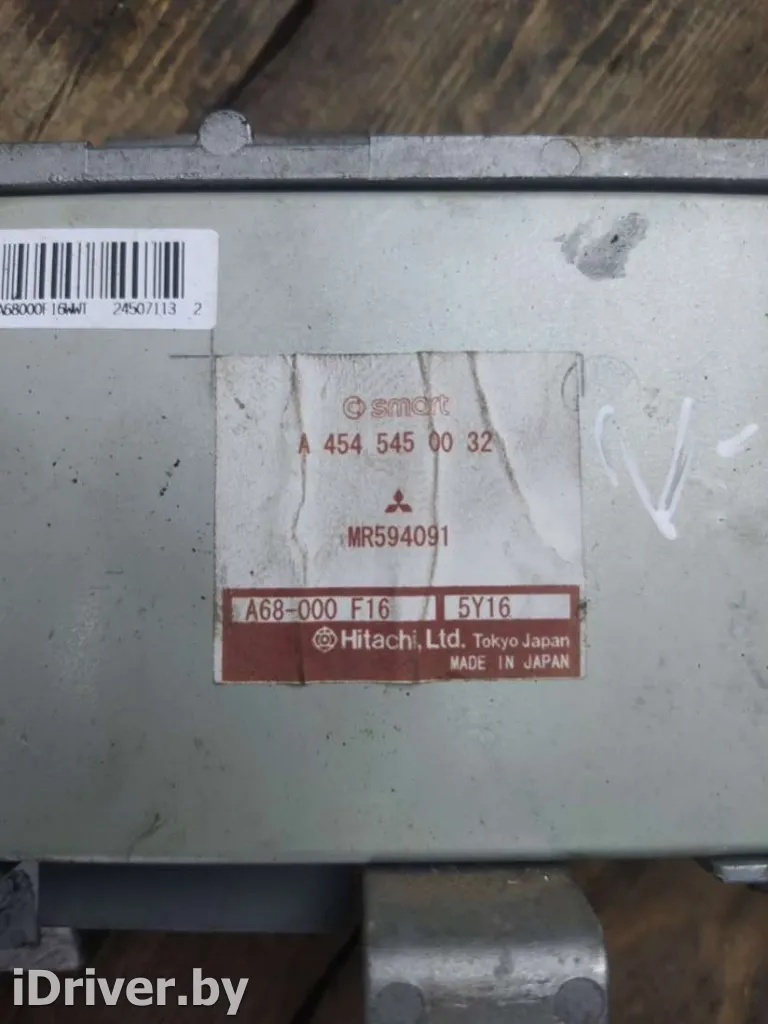 A68000F16WWT 24507113 2
smart
A 454 545 00 32
MR594091
A68-000 F16 5Y16
Hitachi, Ltd. Tokyo Japan
MADE IN JAPAN
iDriver.by